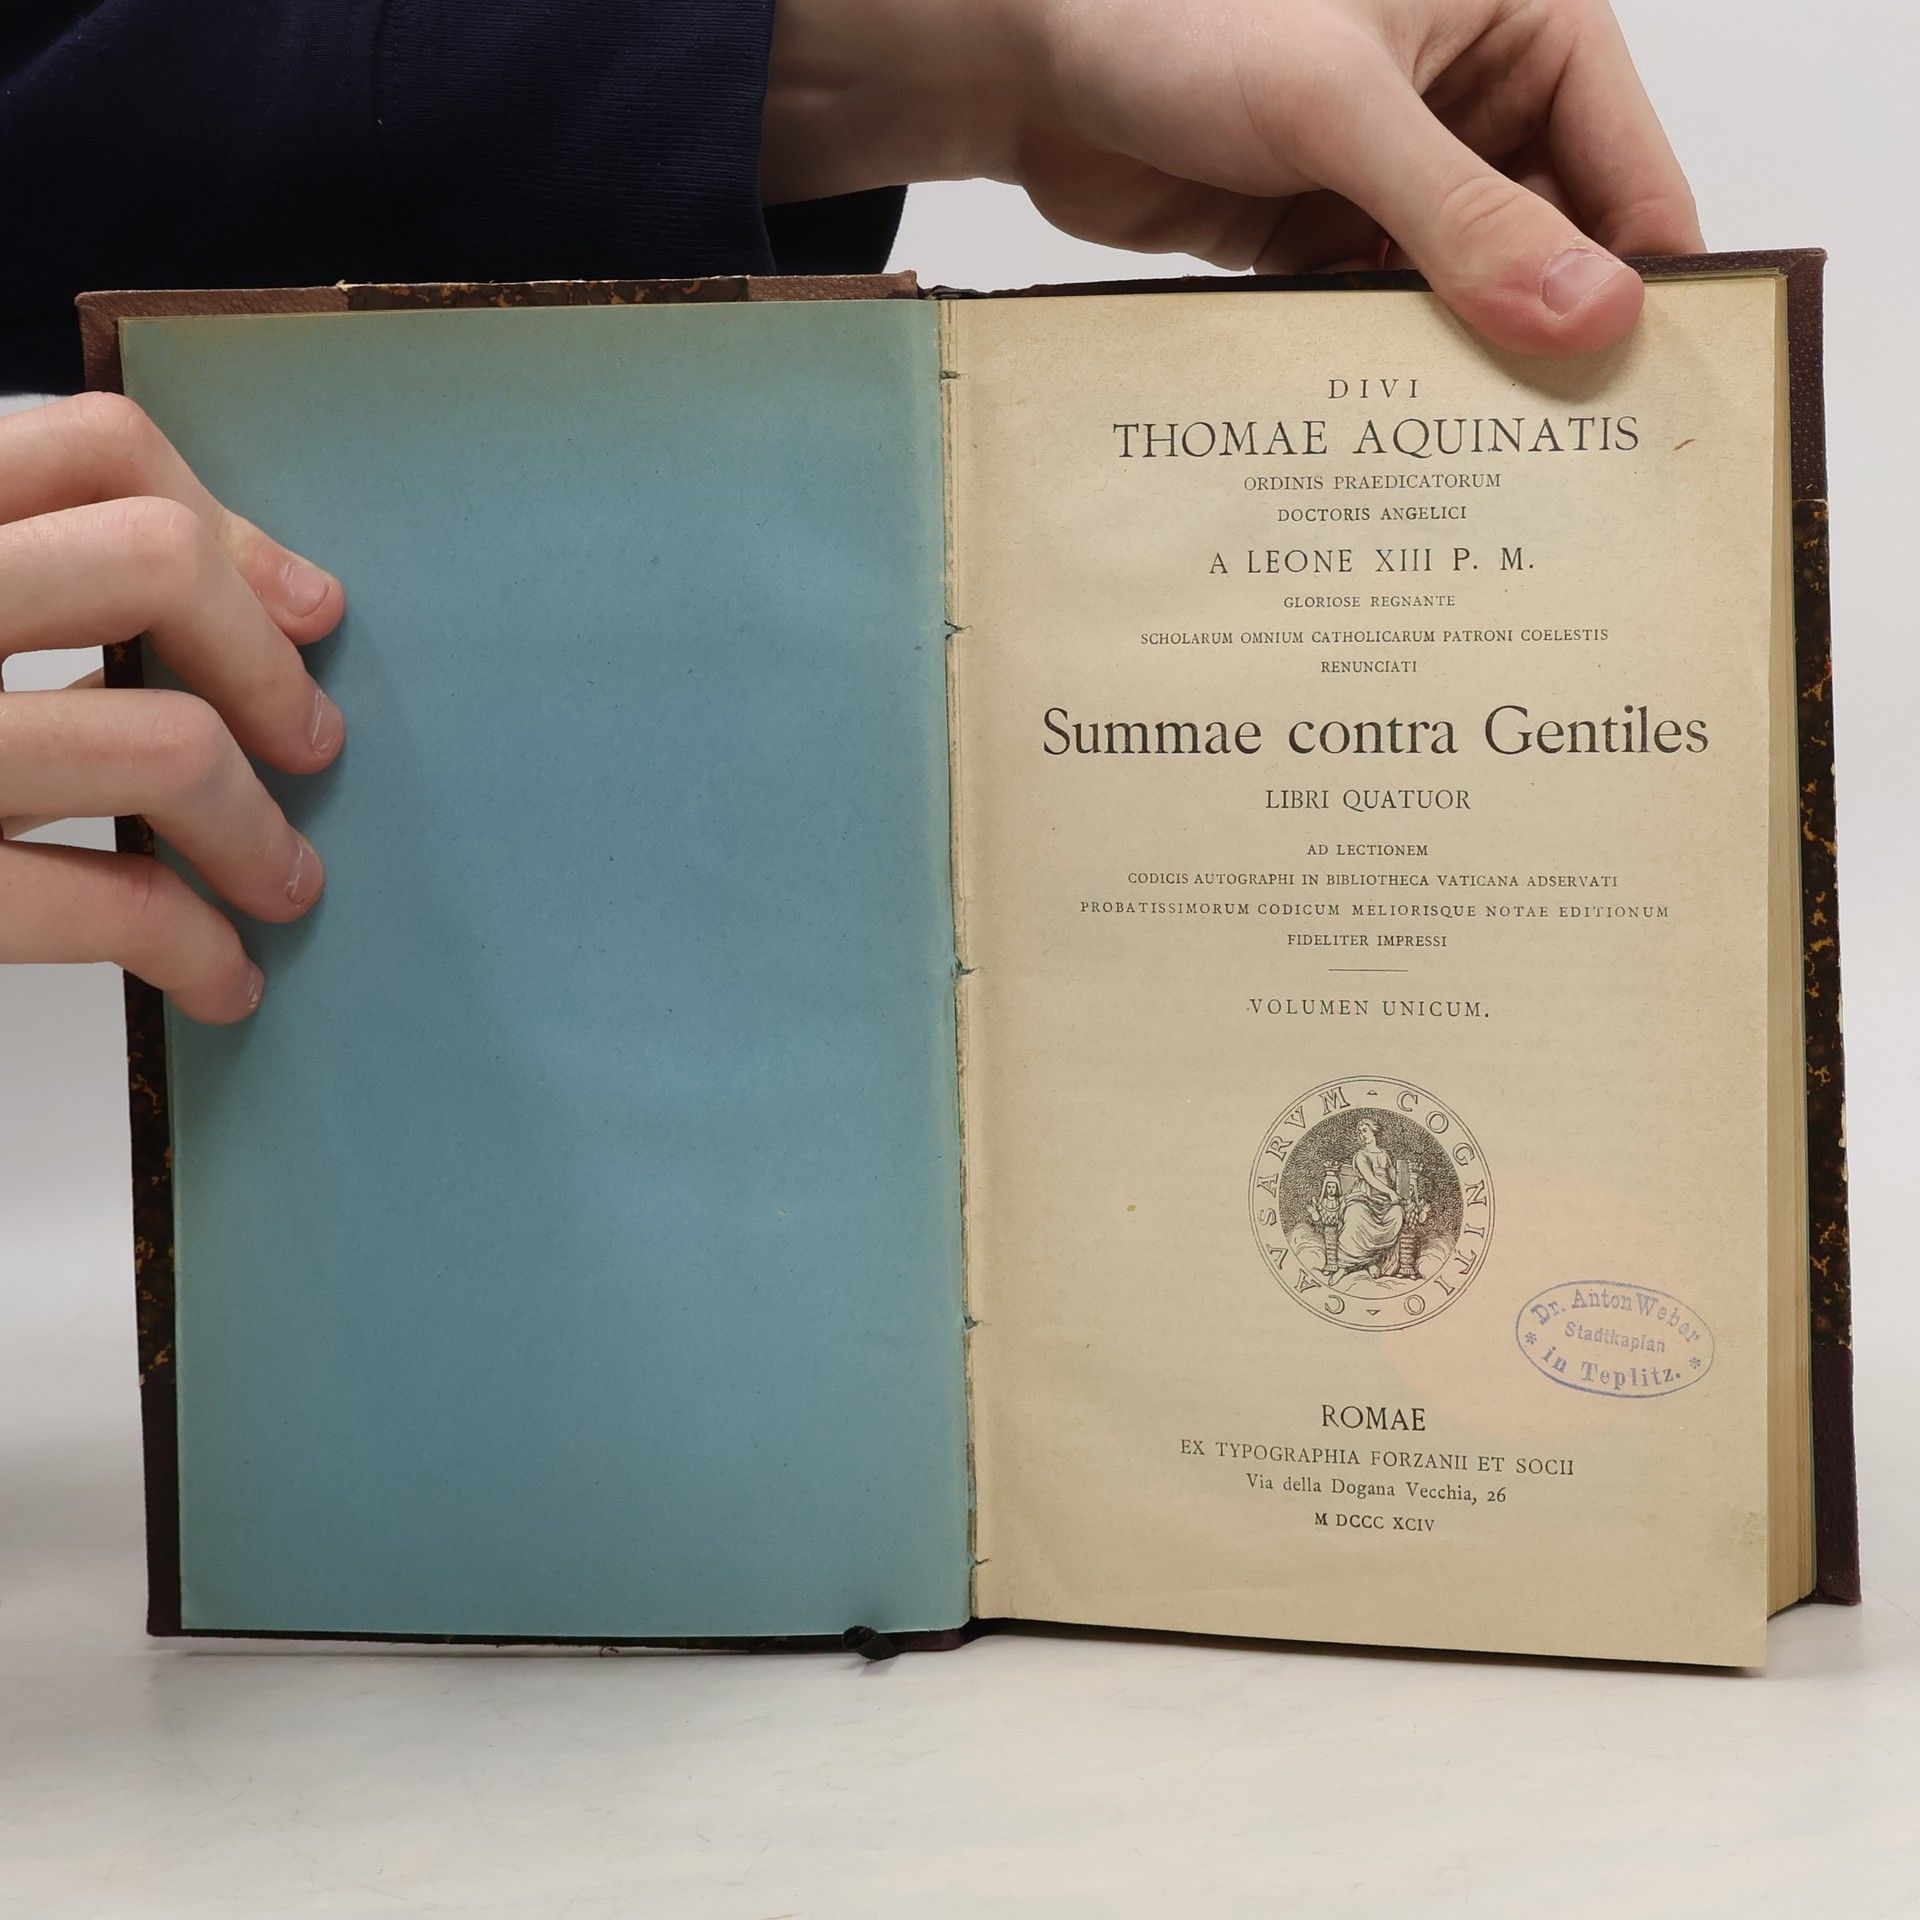 DIVI
THOMAE AQUINATIS
ORDINIS PRAEDICATORUM
DOCTORIS ANGELICI
A LEONE XIII P. M.
GLORIOSE REGNANTE
SCHOLARUM OMNIUM CATHOLICARUM PATRONI COELESTIS
RENUNCIATI
Summae contra Gentiles
LIBRI QUATUOR
AD LECTIONEM
CODICIS AUTOGRAPHI IN BIBLIOTHECA VATICANA ADSERVATI
PROBATISSIMORUM CODICUM MELIORISQUE NOTAE EDITIONUM
FIDELITER IMPRESSI
VOLUMEN UNICUM.
CAVSARVM COGNITIO
Dr. Anton Weber
Stadtkaplan
* in Teplitz. *
ROMAE
EX TYPOGRAPHIA FORZANII ET SOCII
Via della Dogana Vecchia, 26
M DCCC XCIV